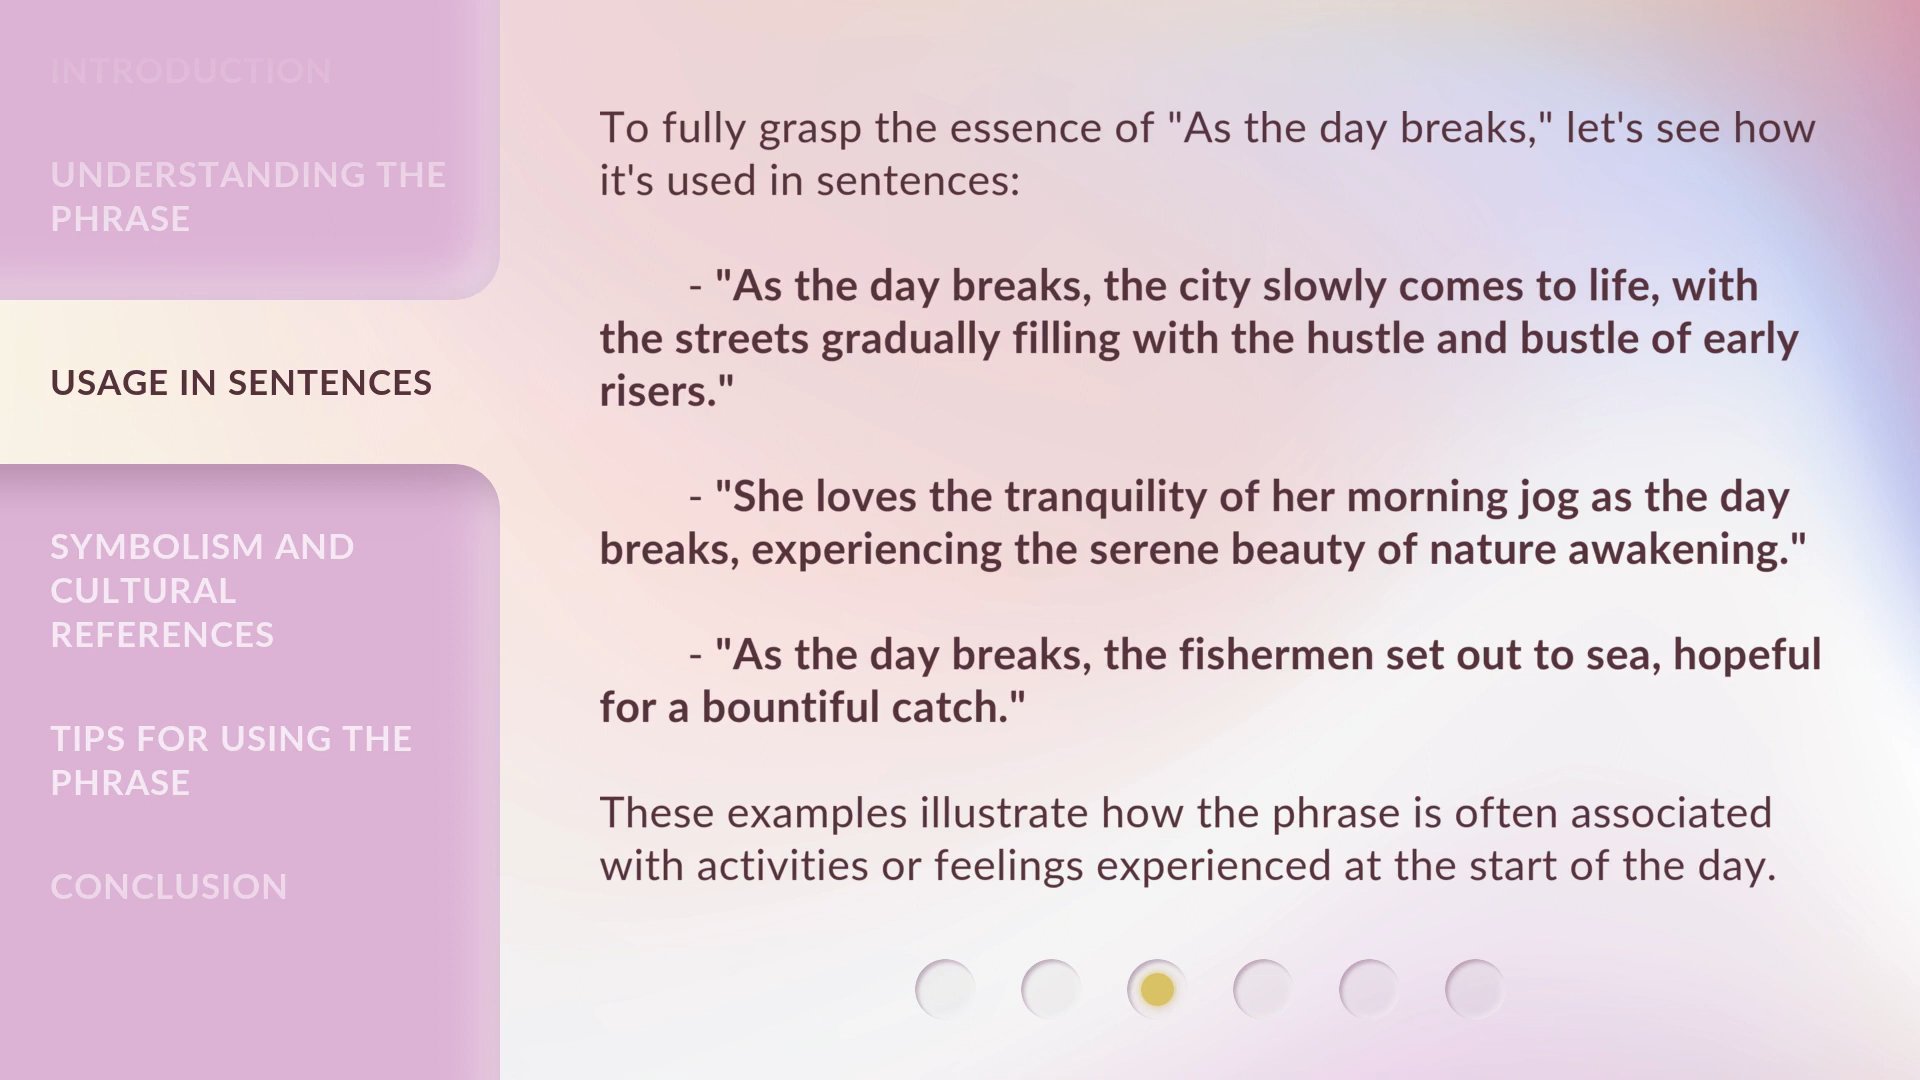 INTRODUCTION
UNDERSTANDING THE
PHRASE
USAGE IN SENTENCES
SYMBOLISM AND
CULTURAL
REFERENCES
TIPS FOR USING THE
PHRASE
CONCLUSION
To fully grasp the essence of "As the day breaks," let's see how
it's used in sentences:
- "As the day breaks, the city slowly comes to life, with
the streets gradually filling with the hustle and bustle of early
risers."
- "She loves the tranquility of her morning jog as the day
breaks, experiencing the serene beauty of nature awakening."
- "As the day breaks, the fishermen set out to sea, hopeful
for a bountiful catch."
These examples illustrate how the phrase is often associated
with activities or feelings experienced at the start of the day.